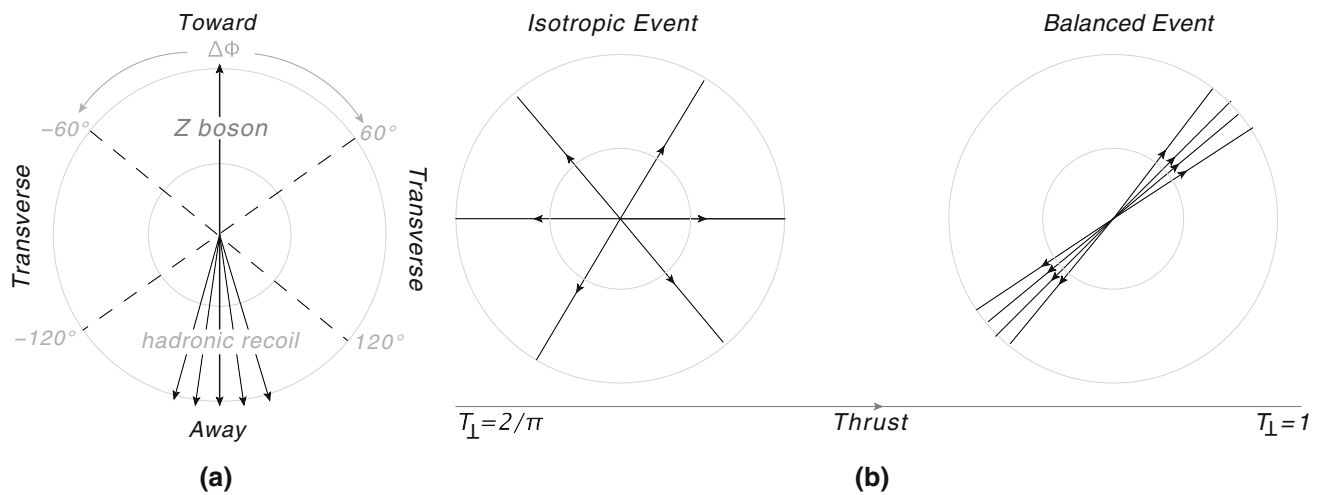 Toward
ΔΦ
−60°
60°
Z boson
Transverse
Transverse
−120°
120°
hadronic recoil
Away
(a)
Isotropic Event
Balanced Event
T⊥=2/π
Thrust
T⊥=1
(b)